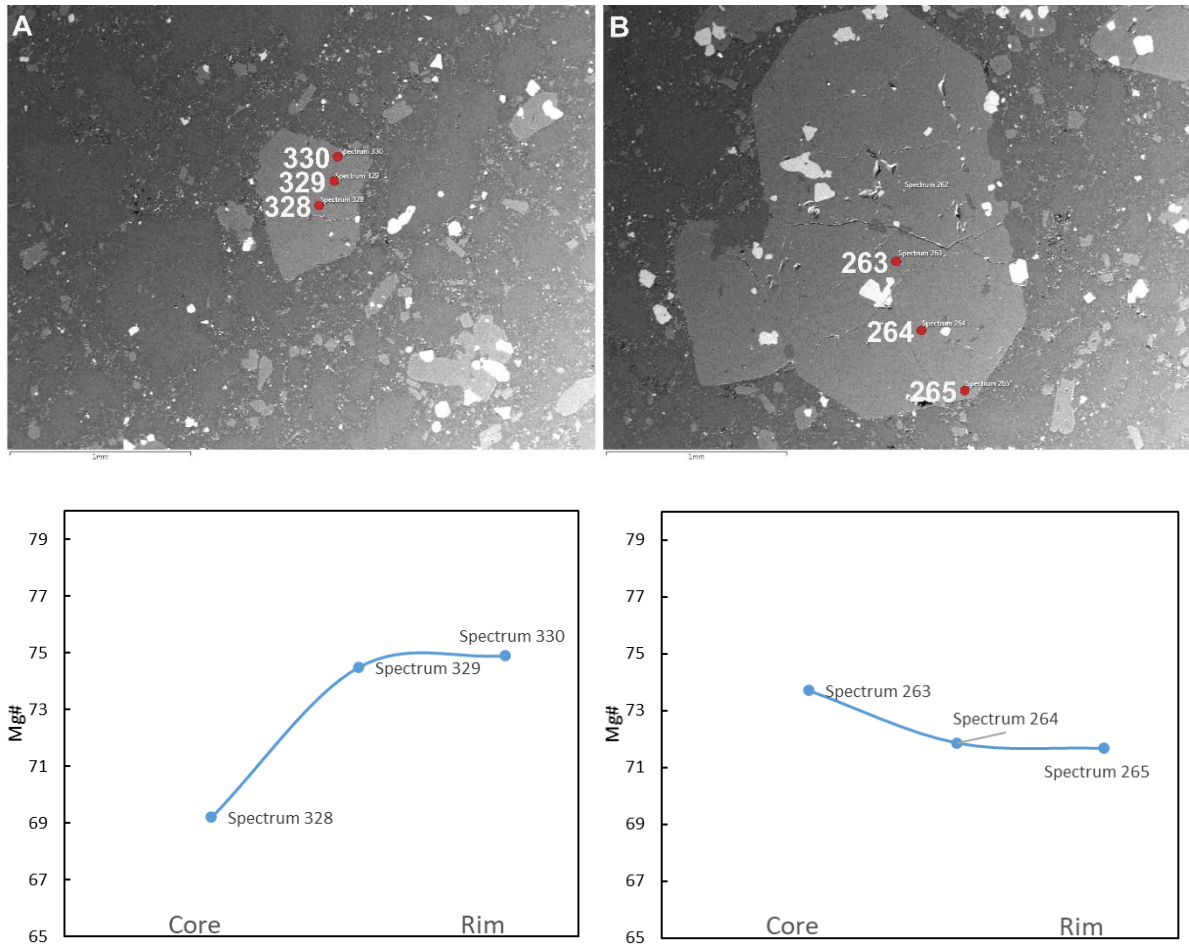 A
330 Spectrum 330
329 Spectrum 329
328 Spectrum 328
1mm
B
Spectrum 262
263 Spectrum 263
264 Spectrum 264
265 Spectrum 265
1mm
79
77
75
73
71
69
67
65
Mg#
Spectrum 330
Spectrum 329
Spectrum 328
Core Rim
79
77
75
73
71
69
67
65
Mg#
Spectrum 263
Spectrum 264
Spectrum 265
Core Rim